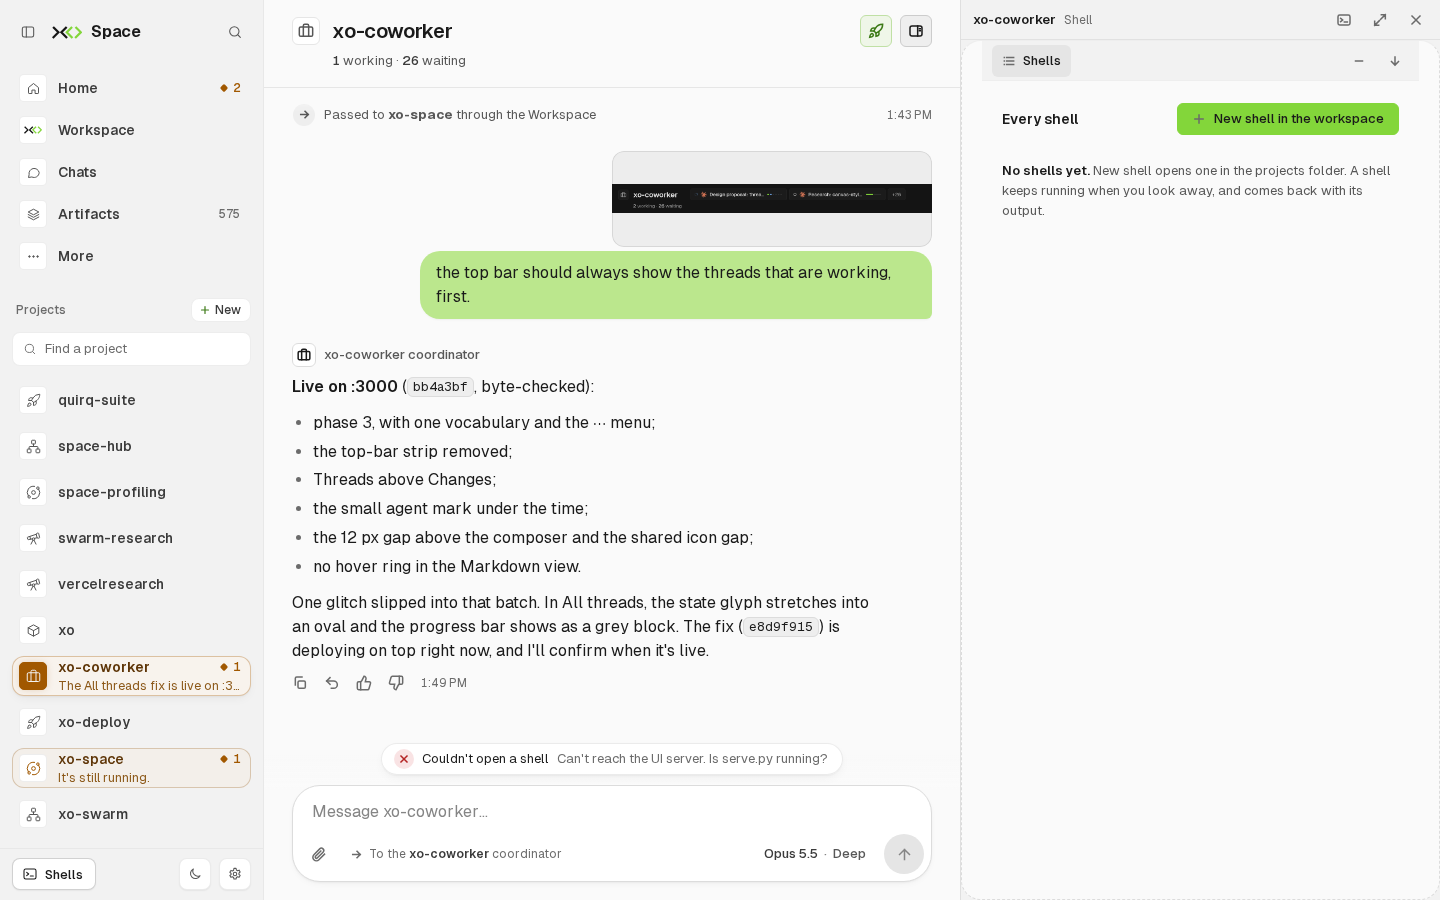 Space
Home
2
Workspace
Chats
Artifacts
575
More
Projects
+ New
Find a project
quirq-suite
space-hub
space-profiling
swarm-research
vercelresearch
xo
xo-coworker
1
The All threads fix is live on :3...
xo-deploy
xo-space
1
It's still running.
xo-swarm
Shells
xo-coworker
1 working · 26 waiting
Passed to xo-space through the Workspace
1:43 PM
xo-coworker
2 working · 26 waiting
the top bar should always show the threads that are working,
first.
xo-coworker coordinator
Live on :3000 (bb4a3bf, byte-checked):
• phase 3, with one vocabulary and the ··· menu;
• the top-bar strip removed;
• Threads above Changes;
• the small agent mark under the time;
• the 12 px gap above the composer and the shared icon gap;
• no hover ring in the Markdown view.
One glitch slipped into that batch. In All threads, the state glyph stretches into
an oval and the progress bar shows as a grey block. The fix (e8d9f915) is
deploying on top right now, and I'll confirm when it's live.
1:49 PM
Couldn't open a shell Can't reach the UI server. Is serve.py running?
Message xo-coworker...
To the xo-coworker coordinator
Opus 5.5 · Deep
xo-coworker Shell
Shells
Every shell
+ New shell in the workspace
No shells yet. New shell opens one in the projects folder. A shell
keeps running when you look away, and comes back with its
output.